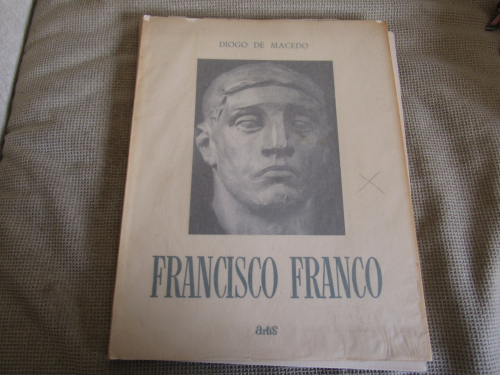 DIOGO DE MACEDO
FRANCISCO FRANCO
artis